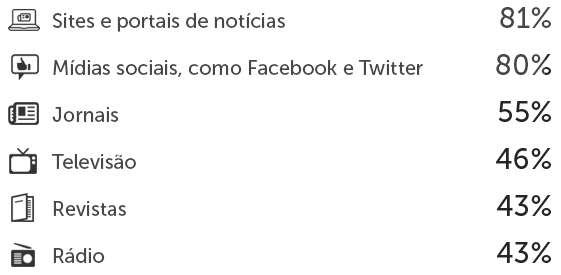 Sites e portais de notícias 81%
Mídias sociais, como Facebook e Twitter 80%
Jornais 55%
Televisão 46%
Revistas 43%
Rádio 43%